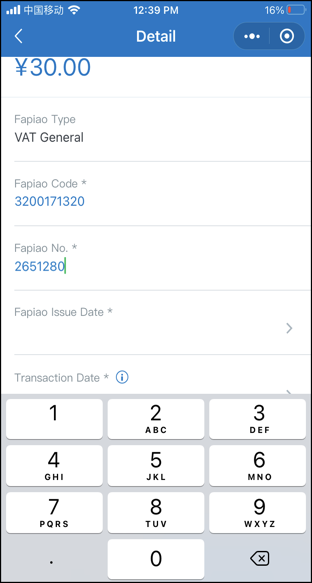 中国移动 12:39 PM 16%
Detail
¥30.00
Fapiao Type
VAT General
Fapiao Code *
3200171320
Fapiao No. *
2651280
Fapiao Issue Date *
Transaction Date * i
1 2 3
ABC DEF
4 5 6
GHI JKL MNO
7 8 9
PQRS TUV WXYZ
. 0